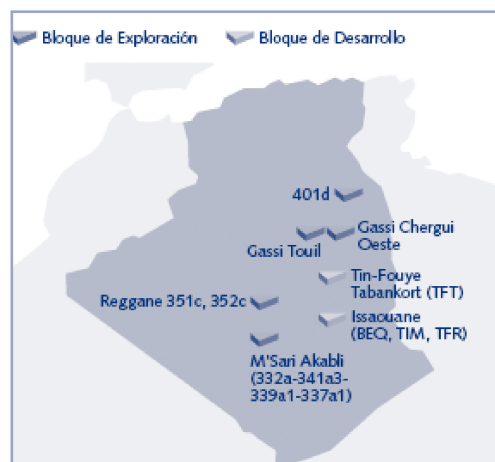 Bloque de Exploración
Bloque de Desarrollo
401d
Gassi Touil
Gassi Chergui
Oeste
Tin-Fouye
Tabankort (TFT)
Reggane 351c, 352c
Issaouane
(BEQ, TIM, TFR)
M'Sari Akabli
(332a-341a3-
339a1-337a1)